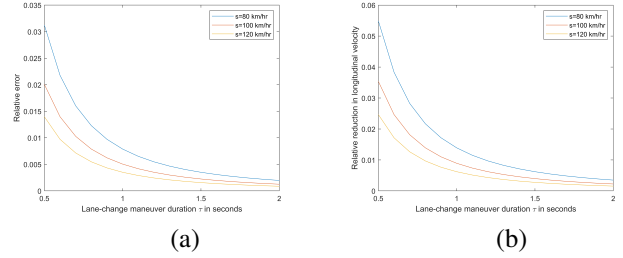 0.035
0.03
0.025
0.02
0.015
0.01
0.005
0
0.5
1
1.5
2
Relative error
Lane-change maneuver duration τ in seconds
s=80 km/hr
s=100 km/hr
s=120 km/hr
(a)
0.06
0.05
0.04
0.03
0.02
0.01
0
0.5
1
1.5
2
Relative reduction in longitudinal velocity
Lane-change maneuver duration τ in seconds
s=80 km/hr
s=100 km/hr
s=120 km/hr
(b)